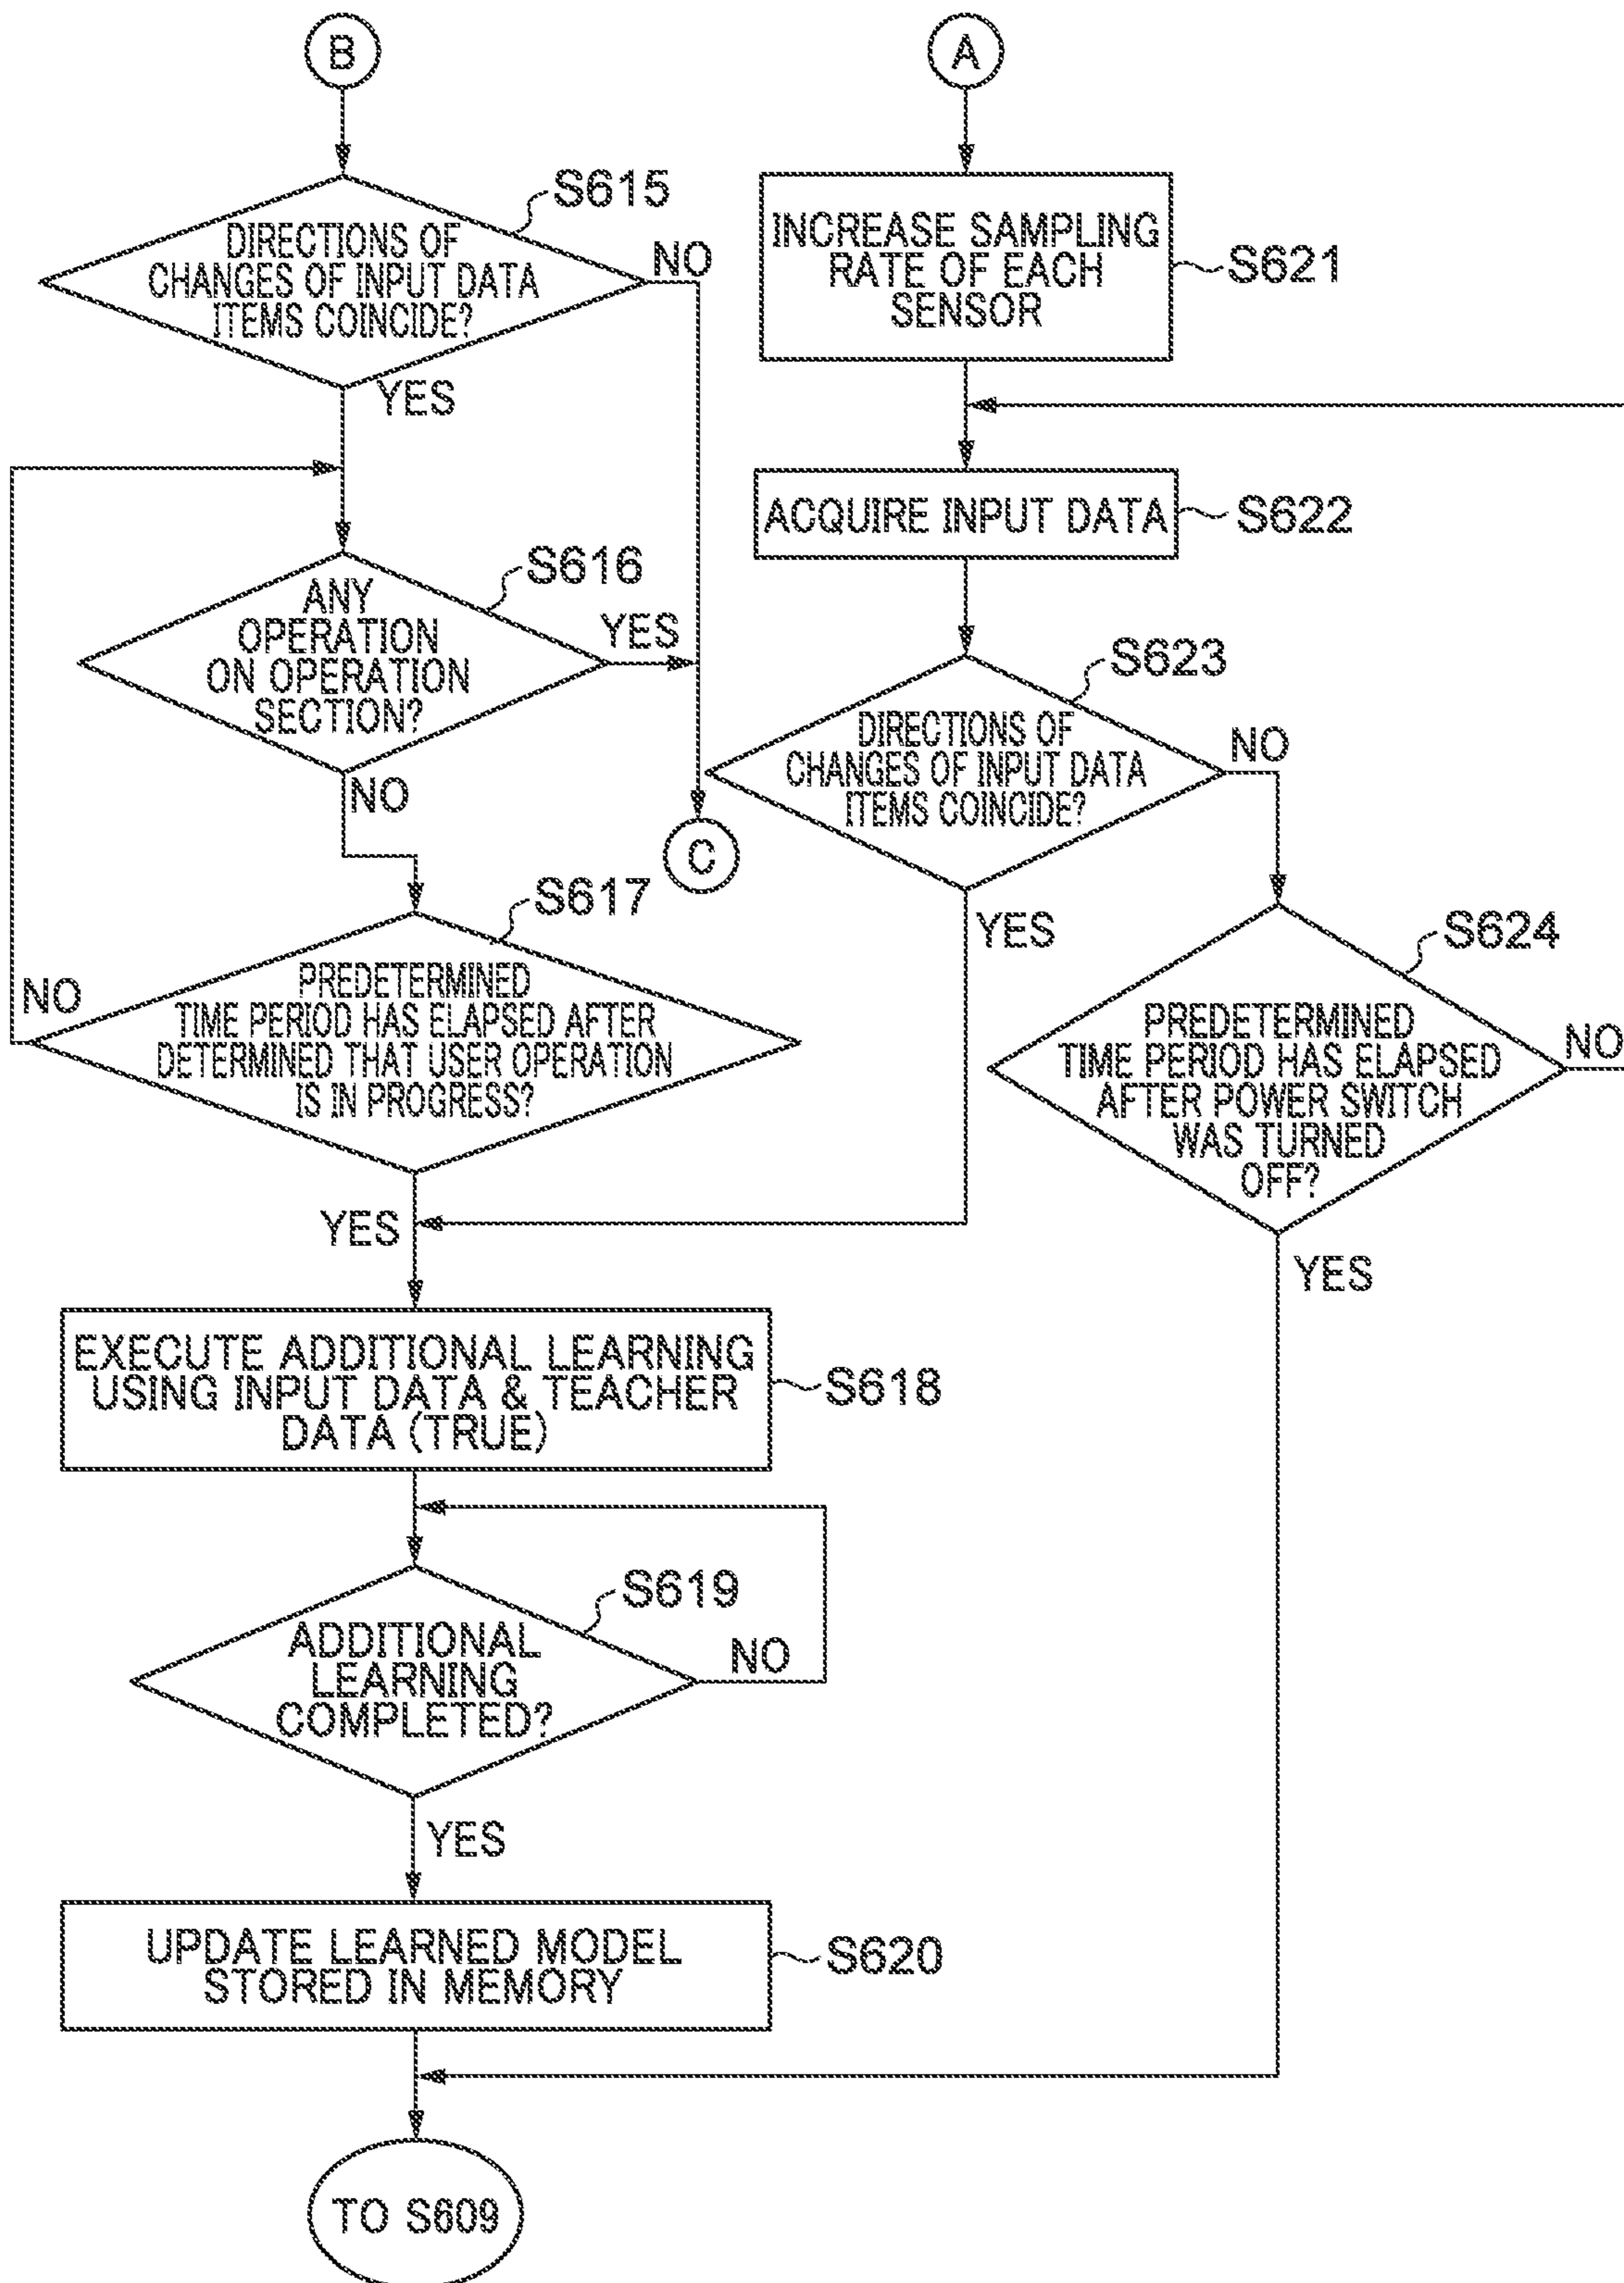 B
S615
DIRECTIONS OF
CHANGES OF INPUT DATA
ITEMS COINCIDE?
NO
YES
S616
ANY
OPERATION
ON OPERATION
SECTION?
YES
NO
C
S617
PREDETERMINED
TIME PERIOD HAS ELAPSED AFTER
DETERMINED THAT USER OPERATION
IS IN PROGRESS?
NO
YES
EXECUTE ADDITIONAL LEARNING
USING INPUT DATA & TEACHER
DATA (TRUE)
S618
S619
ADDITIONAL
LEARNING
COMPLETED?
NO
YES
UPDATE LEARNED MODEL
STORED IN MEMORY
S620
TO S609
A
INCREASE SAMPLING
RATE OF EACH
SENSOR
S621
ACQUIRE INPUT DATA
S622
S623
DIRECTIONS OF
CHANGES OF INPUT DATA
ITEMS COINCIDE?
NO
YES
S624
PREDETERMINED
TIME PERIOD HAS ELAPSED
AFTER POWER SWITCH
WAS TURNED
OFF?
NO
YES